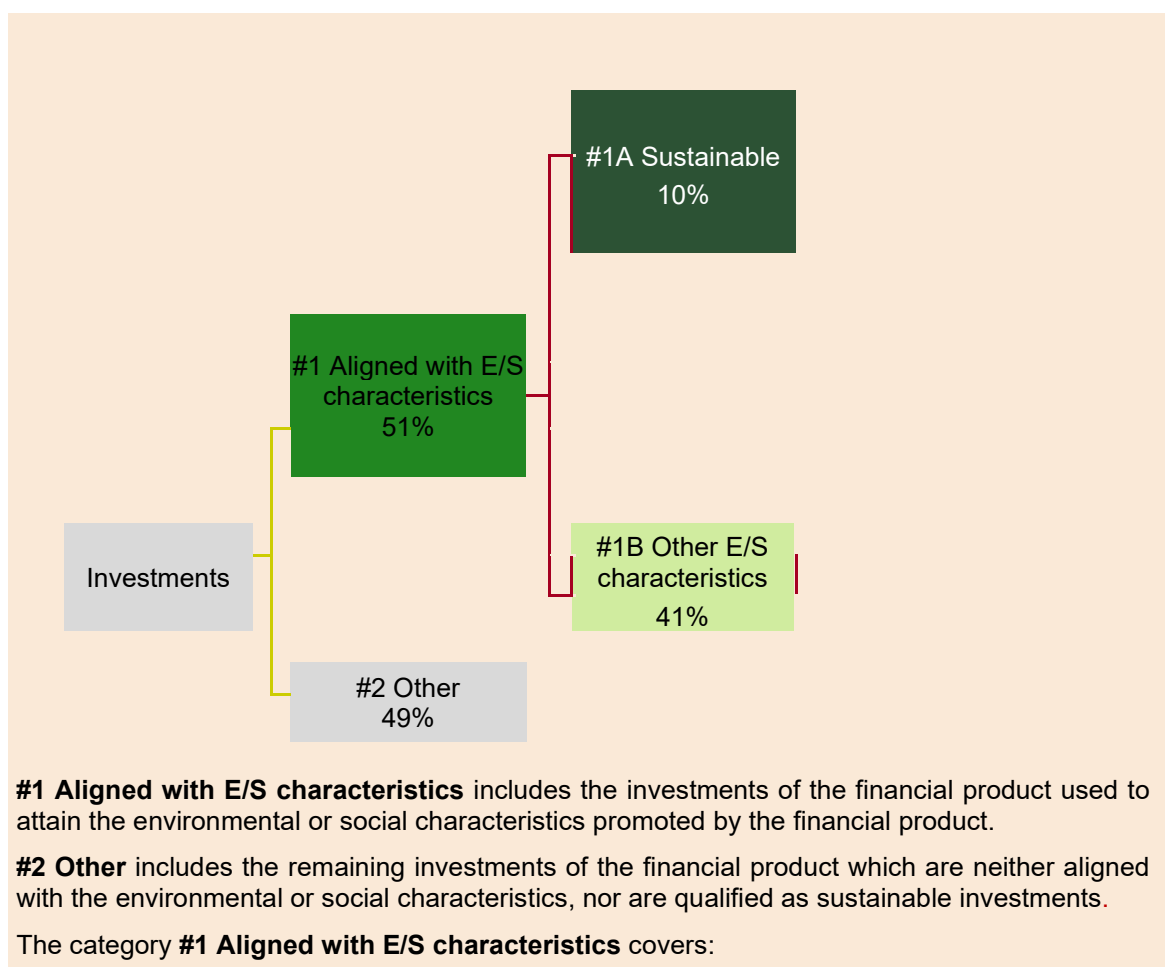 #1A Sustainable
10%
#1 Aligned with E/S
characteristics
51%
#1B Other E/S
characteristics
41%
Investments
#2 Other
49%
#1 Aligned with E/S characteristics includes the investments of the financial product used to
attain the environmental or social characteristics promoted by the financial product.
#2 Other includes the remaining investments of the financial product which are neither aligned
with the environmental or social characteristics, nor are qualified as sustainable investments.
The category #1 Aligned with E/S characteristics covers: